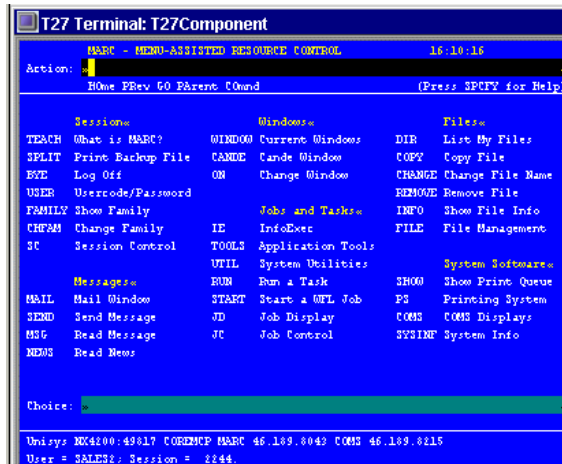 T27 Terminal: T27Component
MARC - MENU-ASSISTED RESOURCE CONTROL 16:10:16
Action: »
HOme PRev GO PArent COmnd (Press SPCFY for Help)
Session« Windows« Files«
TEACH What is MARC? WINDOW Current Windows DIR List My Files
SPLIT Print Backup File CANDE Cande Window COPY Copy File
BYE Log Off ON Change Window CHANGE Change File Name
USER Usercode/Password REMOVE Remove File
FAMILY Show Family Jobs and Tasks« INFO Show File Info
CHFAM Change Family IE InfoExec FILE File Management
SC Session Control TOOLS Application Tools
UTIL System Utilities System Software«
Messages« RUN Run a Task SHOW Show Print Queue
MAIL Mail Window START Start a WFL Job PS Printing System
SEND Send Message JD Job Display COMS COMS Displays
MSG Read Message JC Job Control SYSINF System Info
NEWS Read News
Choice: »
Unisys NX4200:49817 COREMCP MARC 46.189.8043 COMS 46.189.8215
User = SALES2; Session = 2244.